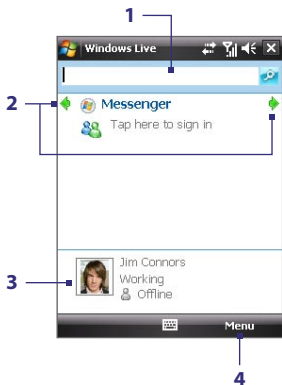 1
Windows Live
2
Messenger
Tap here to sign in
3
Jim Connors
Working
Offline
Menu
4